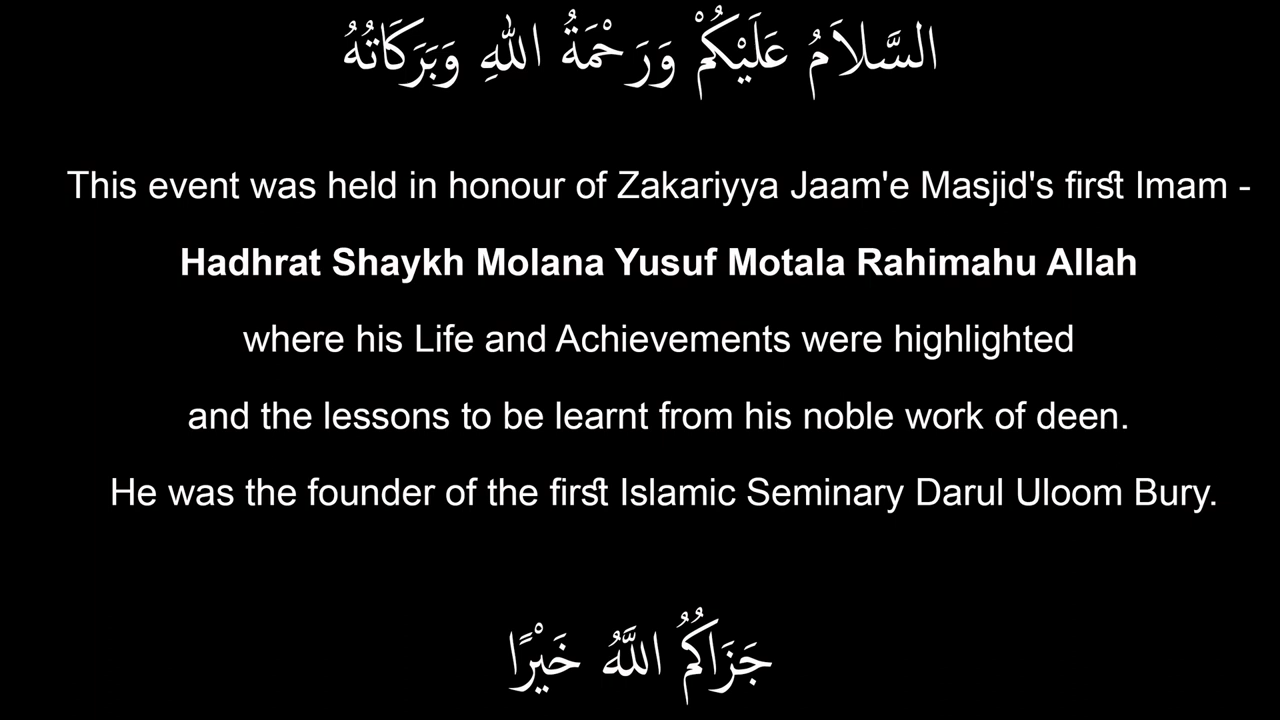 السَّلاَمُ عَلَيْكُمْ وَرَحْمَةُ اللهِ وَبَرَكَاتُهُ
This event was held in honour of Zakariyya Jaam'e Masjid's first Imam -
Hadhrat Shaykh Molana Yusuf Motala Rahimahu Allah
where his Life and Achievements were highlighted
and the lessons to be learnt from his noble work of deen.
He was the founder of the first Islamic Seminary Darul Uloom Bury.
جَزَاكُمُ اللَّهُ خَيْرًا